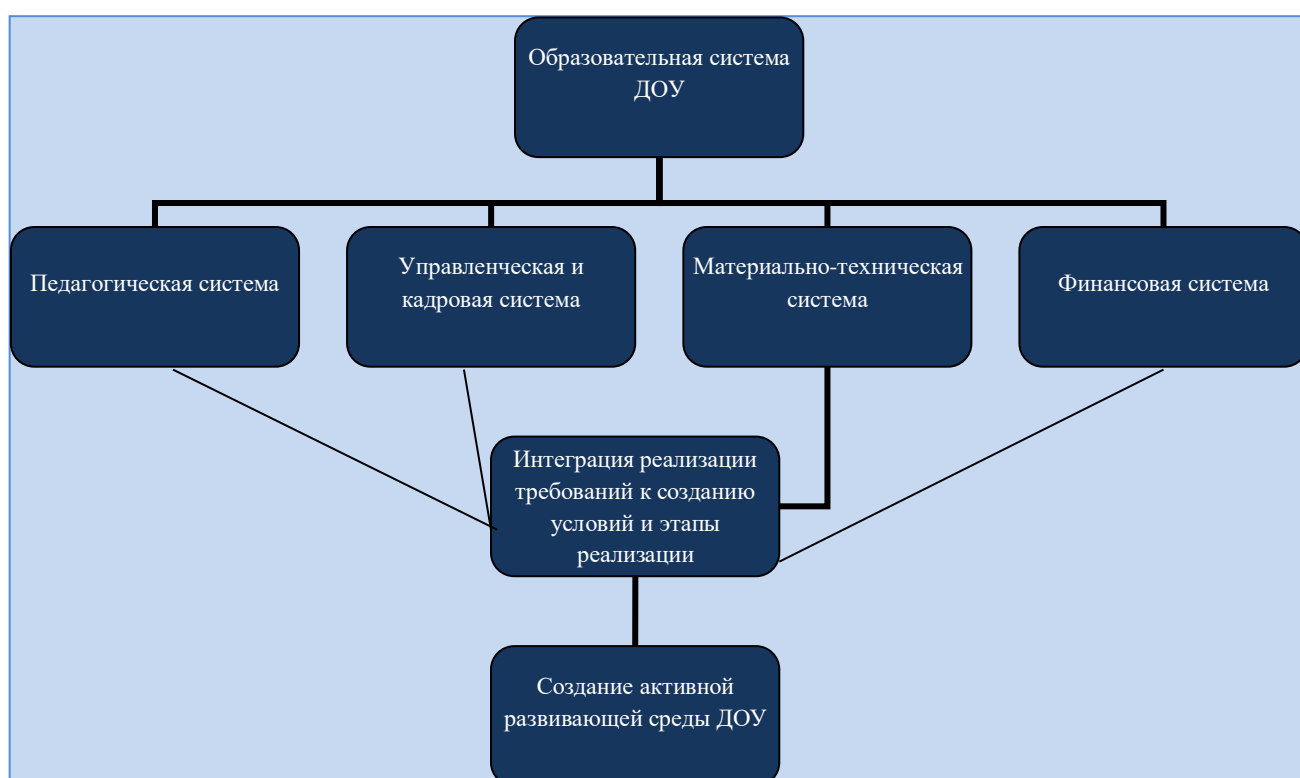 Образовательная система
ДОУ
Педагогическая система
Управленческая и
кадровая система
Материально-техническая
система
Финансовая система
Интеграция реализации
требований к созданию
условий и этапы
реализации
Создание активной
развивающей среды ДОУ